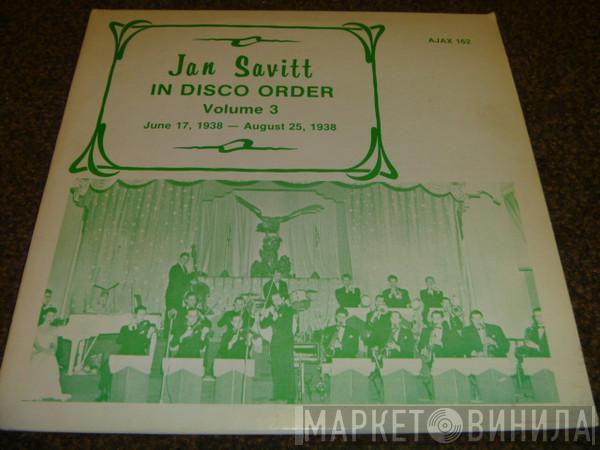 AJAX 162
Jan Savitt
IN DISCO ORDER
Volume 3
June 17, 1938 — August 25, 1938
МАРКЕТ ВИНИЛА